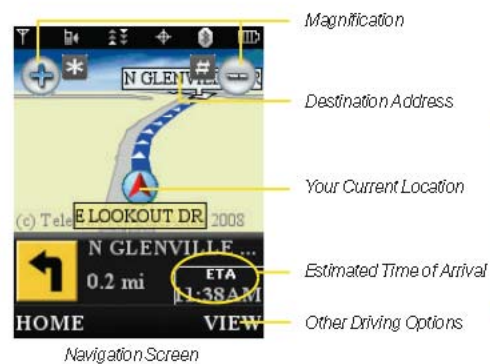 Magnification
*
#
N GLENV
Destination Address
Your Current Location
(c) Tele
E LOOKOUT DR
2008
N GLENVILLE ...
0.2 mi
ETA
11:38AM
Estimated Time of Arrival
HOME
VIEW
Other Driving Options
Navigation Screen